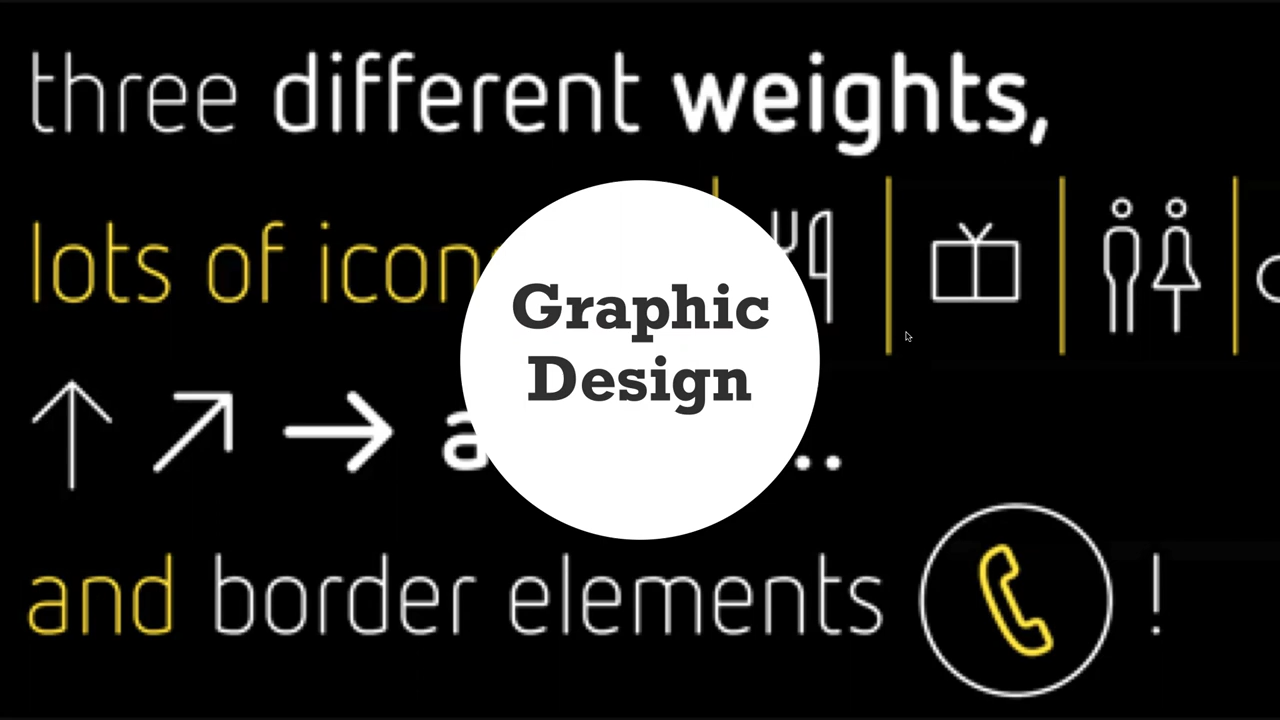 three different weights,
lots of icon
Graphic
Design
a ..
and border elements !